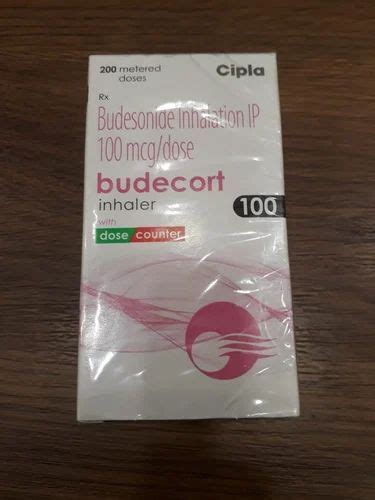 200 metered
doses
Cipla
Rx
Budesonide Inhalation IP
100 mcg/dose
budecort
inhaler
100
with
dose counter